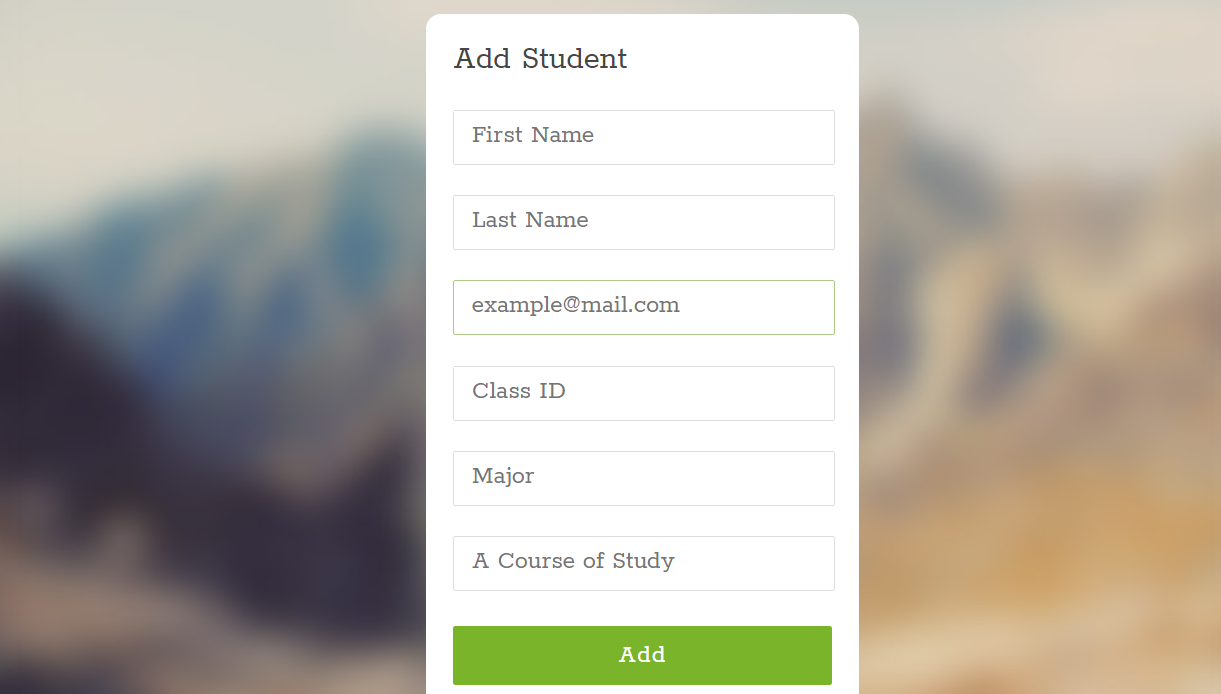 Add Student
First Name
Last Name
example@mail.com
Class ID
Major
A Course of Study
Add